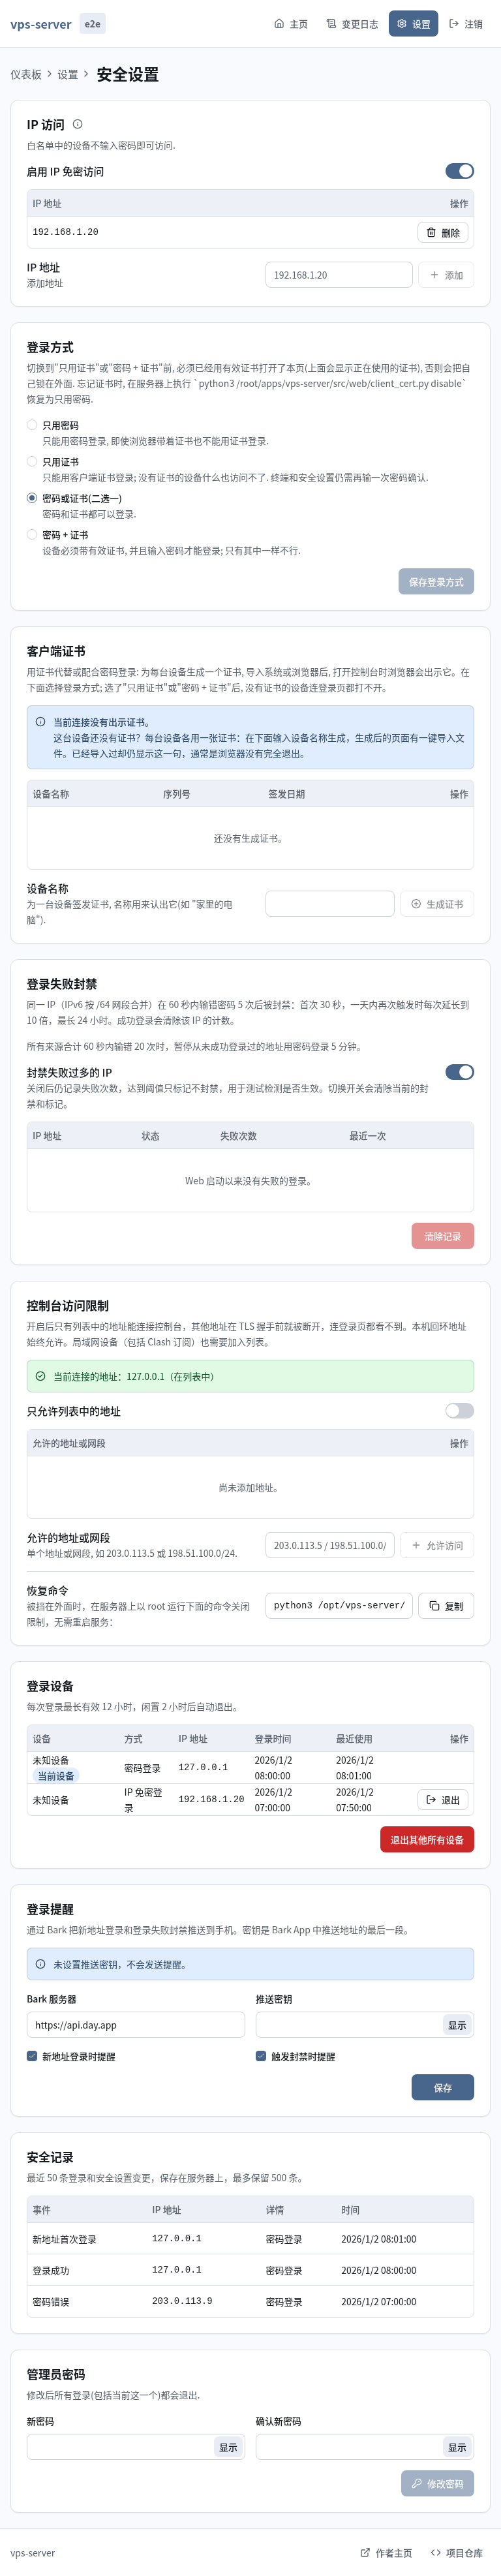 vps-server e2e 主页 变更日志 设置 注销
仪表板 设置 安全设置
IP 访问
白名单中的设备不输入密码即可访问.
启用 IP 免密访问
IP 地址 操作
192.168.1.20 删除
IP 地址
添加地址
192.168.1.20 添加
登录方式
切换到"只用证书"或"密码 + 证书"前, 必须已经用有效证书打开了本页(上面会显示正在使用的证书), 否则会把自
己锁在外面. 忘记证书时, 在服务器上执行 `python3 /root/apps/vps-server/src/web/client_cert.py disable`
恢复为只用密码.
只用密码
只能用密码登录, 即使浏览器带着证书也不能用证书登录.
只用证书
只能用客户端证书登录; 没有证书的设备什么也访问不了. 终端和安全设置仍需再输一次密码确认.
密码或证书(二选一)
密码和证书都可以登录.
密码 + 证书
设备必须带有效证书, 并且输入密码才能登录; 只有其中一样不行.
保存登录方式
客户端证书
用证书代替或配合密码登录: 为每台设备生成一个证书, 导入系统或浏览器后, 打开控制台时浏览器会出示它. 在
下面选择登录方式; 选了"只用证书"或"密码 + 证书"后, 没有证书的设备连登录页都打不开.
当前连接没有出示证书。
这台设备还没有证书? 每台设备各用一张证书: 在下面输入设备名称生成, 生成后的页面有一键导入文
件。已经导入过却仍显示这一句, 通常是浏览器没有完全退出。
设备名称 序列号 签发日期 操作
还没有生成证书。
设备名称
为一台设备签发证书, 名称用来认出它(如 "家里的电
脑").
生成证书
登录失败封禁
同一 IP（IPv6 按 /64 网段合并）在 60 秒内输错密码 5 次后被封禁：首次 30 秒，一天内再次触发时每次延长到
10 倍，最长 24 小时。成功登录会清除该 IP 的计数。
所有来源合计 60 秒内输错 20 次时，暂停从未成功登录过的地址用密码登录 5 分钟。
封禁失败过多的 IP
关闭后仍记录失败次数，达到阈值只标记不封禁，用于测试检测是否生效。切换开关会清除当前的封
禁和标记。
IP 地址 状态 失败次数 最近一次
Web 启动以来没有失败的登录。
清除记录
控制台访问限制
开启后只有列表中的地址能连接控制台，其他地址在 TLS 握手前就被断开，连登录页都看不到。本机回环地址
始终允许。局域网设备（包括 Clash 订阅）也需要加入列表。
当前连接的地址：127.0.0.1（在列表中）
只允许列表中的地址
允许的地址或网段 操作
尚未添加地址。
允许的地址或网段
单个地址或网段, 如 203.0.113.5 或 198.51.100.0/24.
203.0.113.5 / 198.51.100.0/ 允许访问
恢复命令
被挡在外面时，在服务器上以 root 运行下面的命令关闭
限制，无需重启服务：
python3 /opt/vps-server/ 复制
登录设备
每次登录最长有效 12 小时，闲置 2 小时后自动退出。
设备 方式 IP 地址 登录时间 最近使用 操作
未知设备 当前设备 密码登录 127.0.0.1 2026/1/2 08:00:00 2026/1/2 08:01:00
未知设备 IP 免密登录 192.168.1.20 2026/1/2 07:00:00 2026/1/2 07:50:00 退出
退出其他所有设备
登录提醒
通过 Bark 把新地址登录和登录失败封禁推送到手机。密钥是 Bark App 中推送地址的最后一段。
未设置推送密钥，不会发送提醒。
Bark 服务器 推送密钥
https://api.day.app 显示
新地址登录时提醒 触发封禁时提醒
保存
安全记录
最近 50 条登录和安全设置变更，保存在服务器上，最多保留 500 条。
事件 IP 地址 详情 时间
新地址首次登录 127.0.0.1 密码登录 2026/1/2 08:01:00
登录成功 127.0.0.1 密码登录 2026/1/2 08:00:00
密码错误 203.0.113.9 密码登录 2026/1/2 07:00:00
管理员密码
修改后所有登录(包括当前这一个)都会退出.
新密码 确认新密码
显示 显示
修改密码
vps-server 作者主页 项目仓库